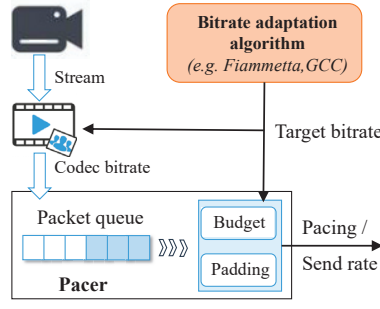 Bitrate adaptation
algorithm
(e.g. Fiammetta,GCC)
Stream
Target bitrate
Codec bitrate
Packet queue
Budget
Padding
Pacer
Pacing /
Send rate